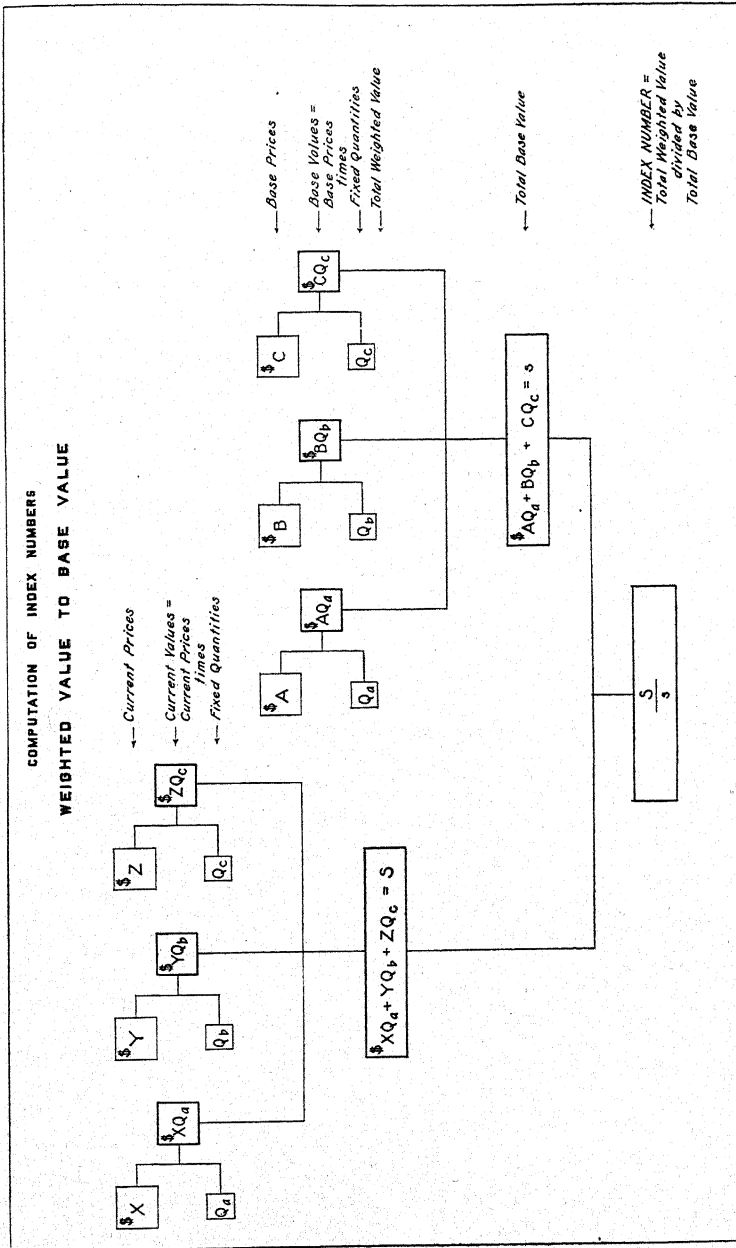 COMPUTATION OF INDEX NUMBERS
WEIGHTED VALUE TO BASE VALUE
$X
$XQa
Qa
$Y
$YQb
Qb
$Z
$ZQc
Qc
← Current Prices
← Current Values =
Current Prices
times
← Fixed Quantities
$A
$AQa
Qa
$B
$BQb
Qb
$C
$CQc
Qc
← Base Prices
← Base Values =
Base Prices
times
← Fixed Quantities
← Total Weighted Value
$XQa + YQb + ZQc = S
$AQa + BQb + CQc = s
← Total Base Value
S
s
← INDEX NUMBER =
Total Weighted Value
divided by
Total Base Value